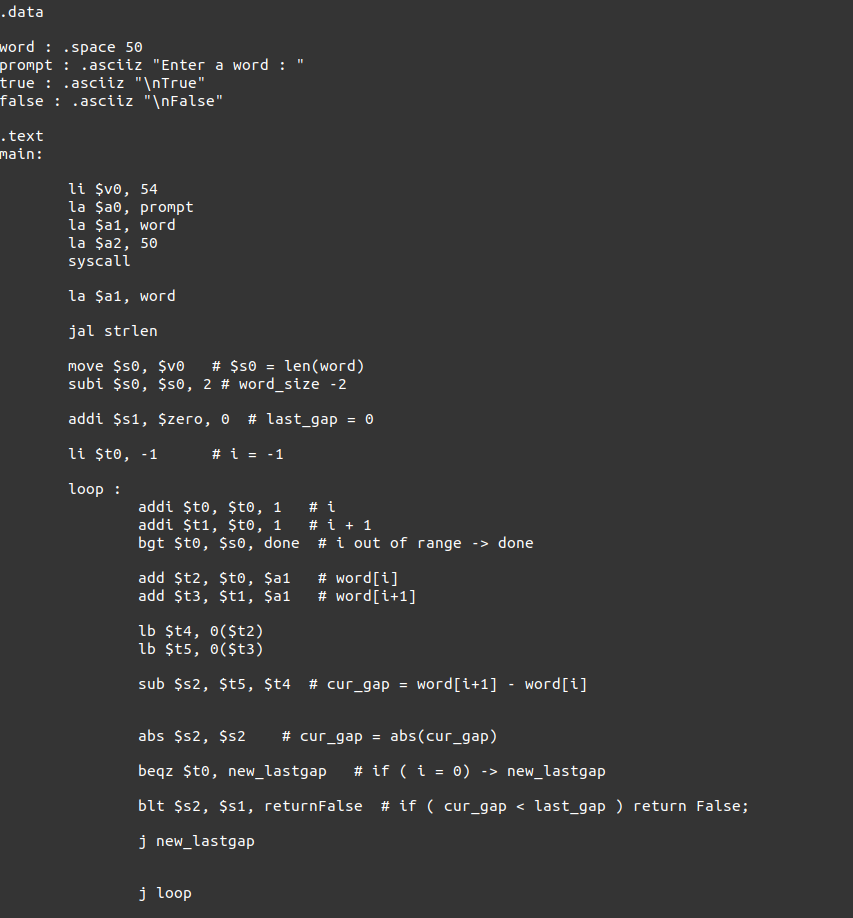 .data
word : .space 50
prompt : .asciiz "Enter a word : "
true : .asciiz "\nTrue"
false : .asciiz "\nFalse"
.text
main:
li $v0, 54
la $a0, prompt
la $a1, word
la $a2, 50
syscall
la $a1, word
jal strlen
move $s0, $v0   # $s0 = len(word)
subi $s0, $s0, 2 # word_size -2
addi $s1, $zero, 0  # last_gap = 0
li $t0, -1      # i = -1
loop :
addi $t0, $t0, 1   # i
addi $t1, $t0, 1   # i + 1
bgt $t0, $s0, done  # i out of range -> done
add $t2, $t0, $a1   # word[i]
add $t3, $t1, $a1   # word[i+1]
lb $t4, 0($t2)
lb $t5, 0($t3)
sub $s2, $t5, $t4  # cur_gap = word[i+1] - word[i]
abs $s2, $s2    # cur_gap = abs(cur_gap)
beqz $t0, new_lastgap   # if ( i = 0) -> new_lastgap
blt $s2, $s1, returnFalse  # if ( cur_gap < last_gap ) return False;
j new_lastgap
j loop